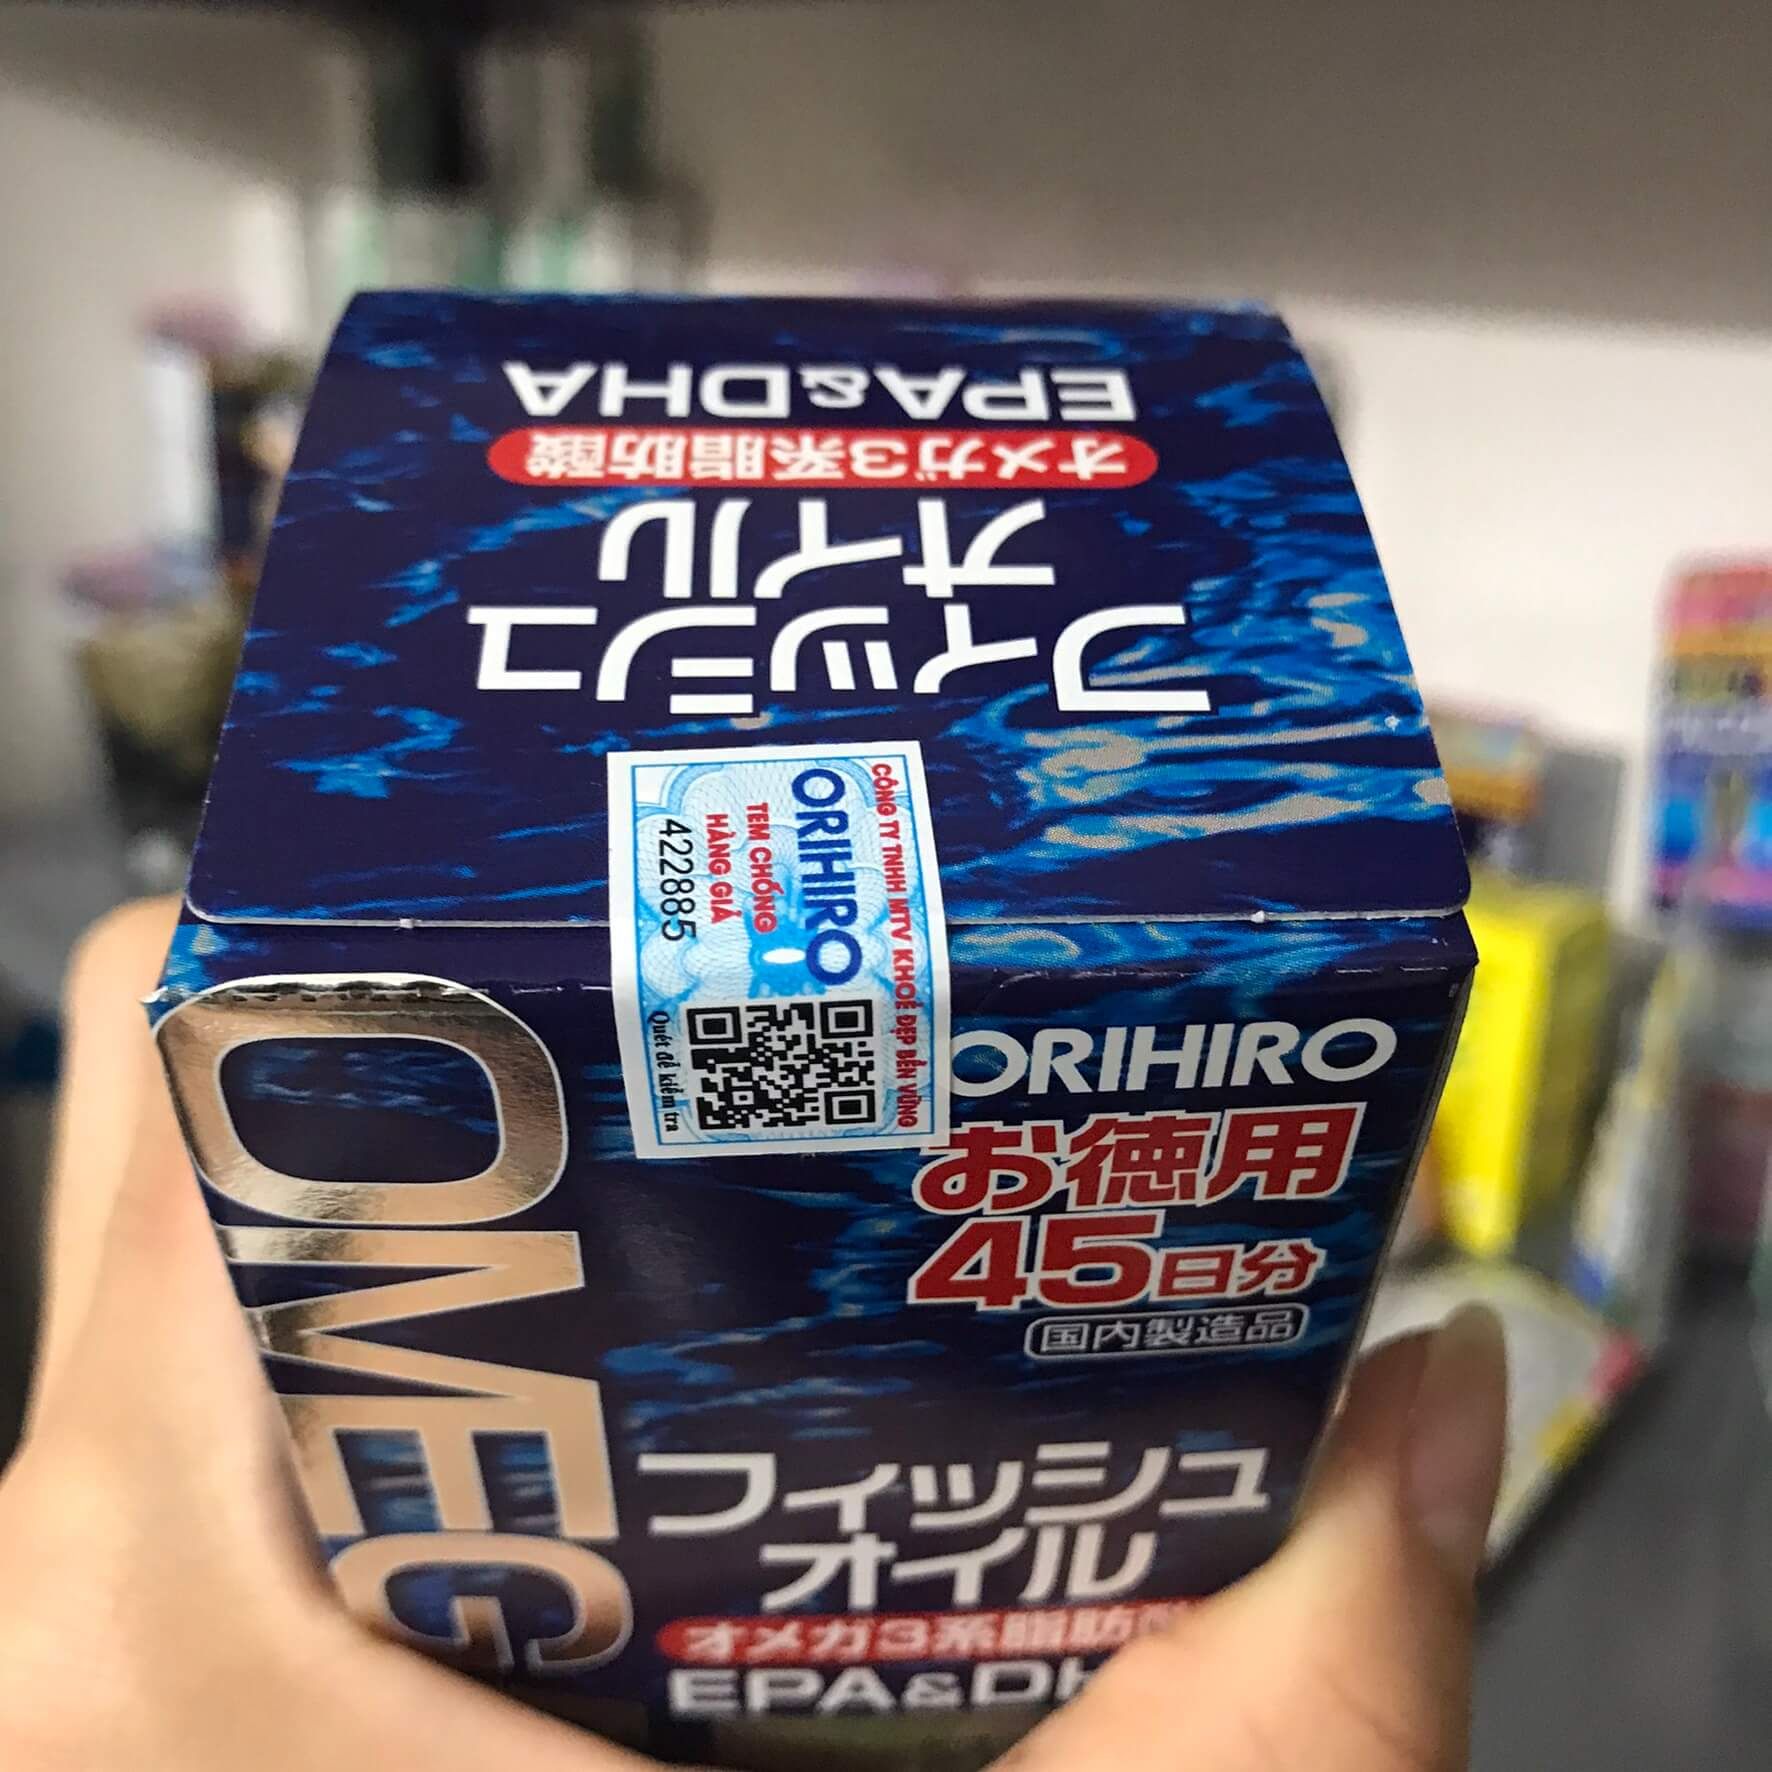 EPA&DHA
オメガ3系脂肪酸
フィッシュ
オイル
CÔNG TY TNHH MTV KHOẺ ĐẸP BỀN VỮNG
ORIHIRO
TEM CHỐNG
HÀNG GIẢ
422885
Quét để kiểm tra
OMEG
ORIHIRO
お徳用
45日分
国内製造品
フィッシュ
オイル
オメガ3系脂肪
EPA&D